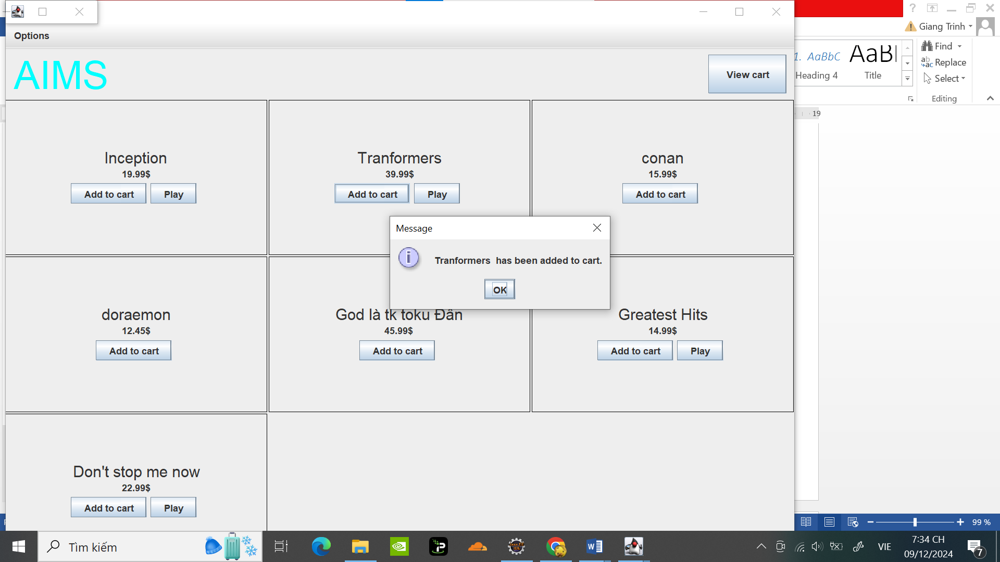 Options
AIMS
View cart
Inception
19.99$
Add to cart
Play
Tranformers
39.99$
Add to cart
Play
conan
15.99$
Add to cart
Message
Tranformers  has been added to cart.
OK
doraemon
12.45$
Add to cart
God là tk toku Đần
45.99$
Add to cart
Greatest Hits
14.99$
Add to cart
Play
Don't stop me now
22.99$
Add to cart
Play
Giang Trinh
1. AaBbC
Heading 4
AaB
Title
Find
Replace
Select
Editing
19
99 %
Tìm kiếm
VIE
7:34 CH
09/12/2024
7